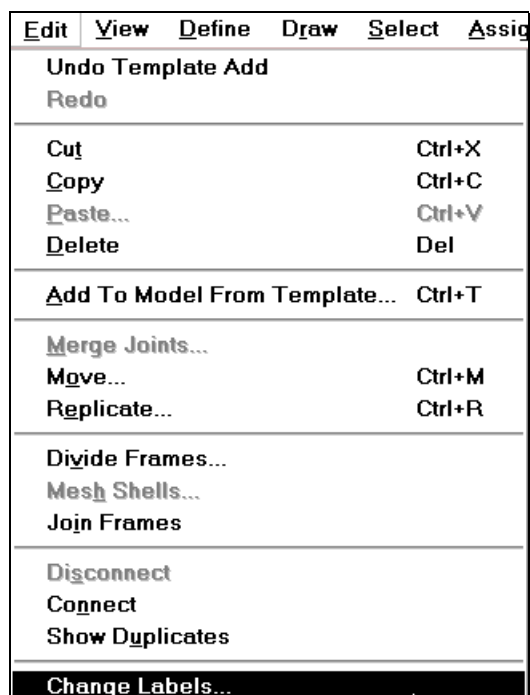 Edit View Define Draw Select Assig
Undo Template Add
Redo
Cut Ctrl+X
Copy Ctrl+C
Paste... Ctrl+V
Delete Del
Add To Model From Template... Ctrl+T
Merge Joints...
Move... Ctrl+M
Replicate... Ctrl+R
Divide Frames...
Mesh Shells...
Join Frames
Disconnect
Connect
Show Duplicates
Change Labels...